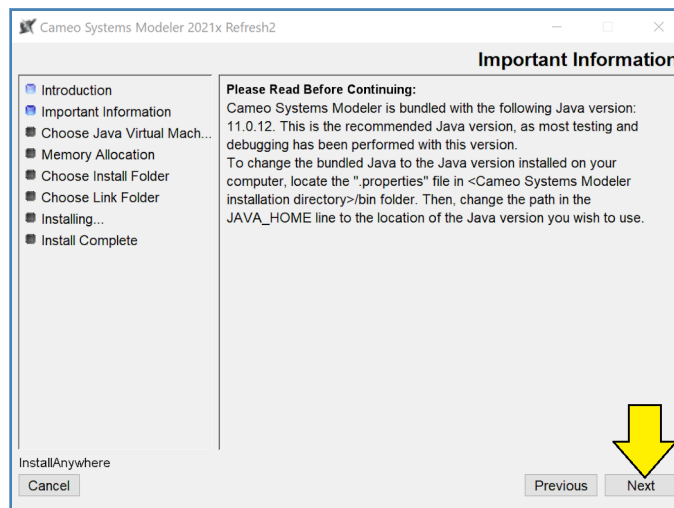 Cameo Systems Modeler 2021x Refresh2
Important Information
Introduction
Important Information
Choose Java Virtual Mach...
Memory Allocation
Choose Install Folder
Choose Link Folder
Installing...
Install Complete
Please Read Before Continuing:
Cameo Systems Modeler is bundled with the following Java version:
11.0.12. This is the recommended Java version, as most testing and
debugging has been performed with this version.
To change the bundled Java to the Java version installed on your
computer, locate the ".properties" file in <Cameo Systems Modeler
installation directory>/bin folder. Then, change the path in the
JAVA_HOME line to the location of the Java version you wish to use.
InstallAnywhere
Cancel
Previous
Next